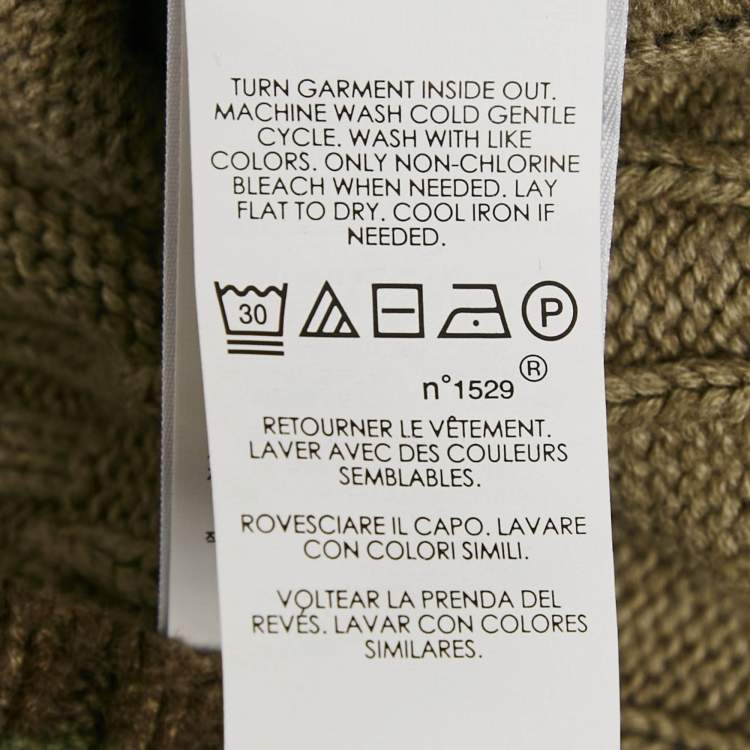 TURN GARMENT INSIDE OUT.
MACHINE WASH COLD GENTLE
CYCLE. WASH WITH LIKE
COLORS. ONLY NON-CHLORINE
BLEACH WHEN NEEDED. LAY
FLAT TO DRY. COOL IRON IF
NEEDED.
30 P
n°1529®
RETOURNER LE VÊTEMENT.
LAVER AVEC DES COULEURS
SEMBLABLES.
ROVESCIARE IL CAPO. LAVARE
CON COLORI SIMILI.
VOLTEAR LA PRENDA DEL
REVÉS. LAVAR CON COLORES
SIMILARES.